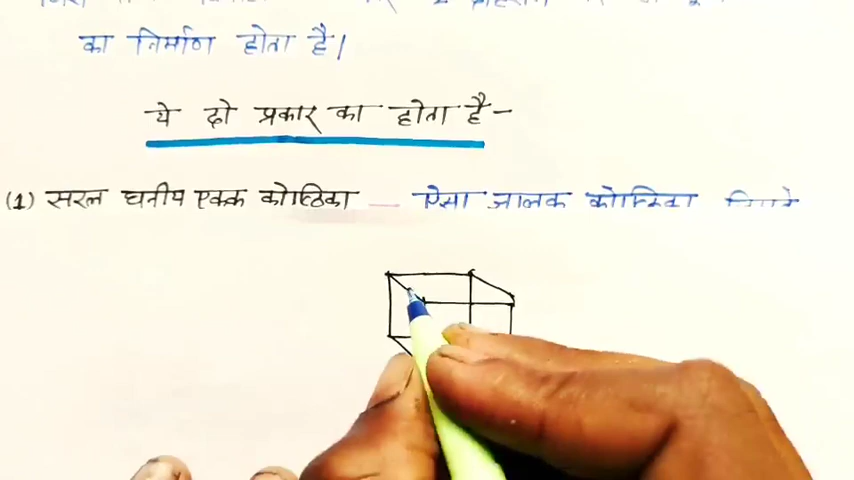 का निर्माण होता है।
ये दो प्रकार का होता है-
(1) सरल घनीय एकक कोष्ठिका — ऐसा जालक कोष्ठिका